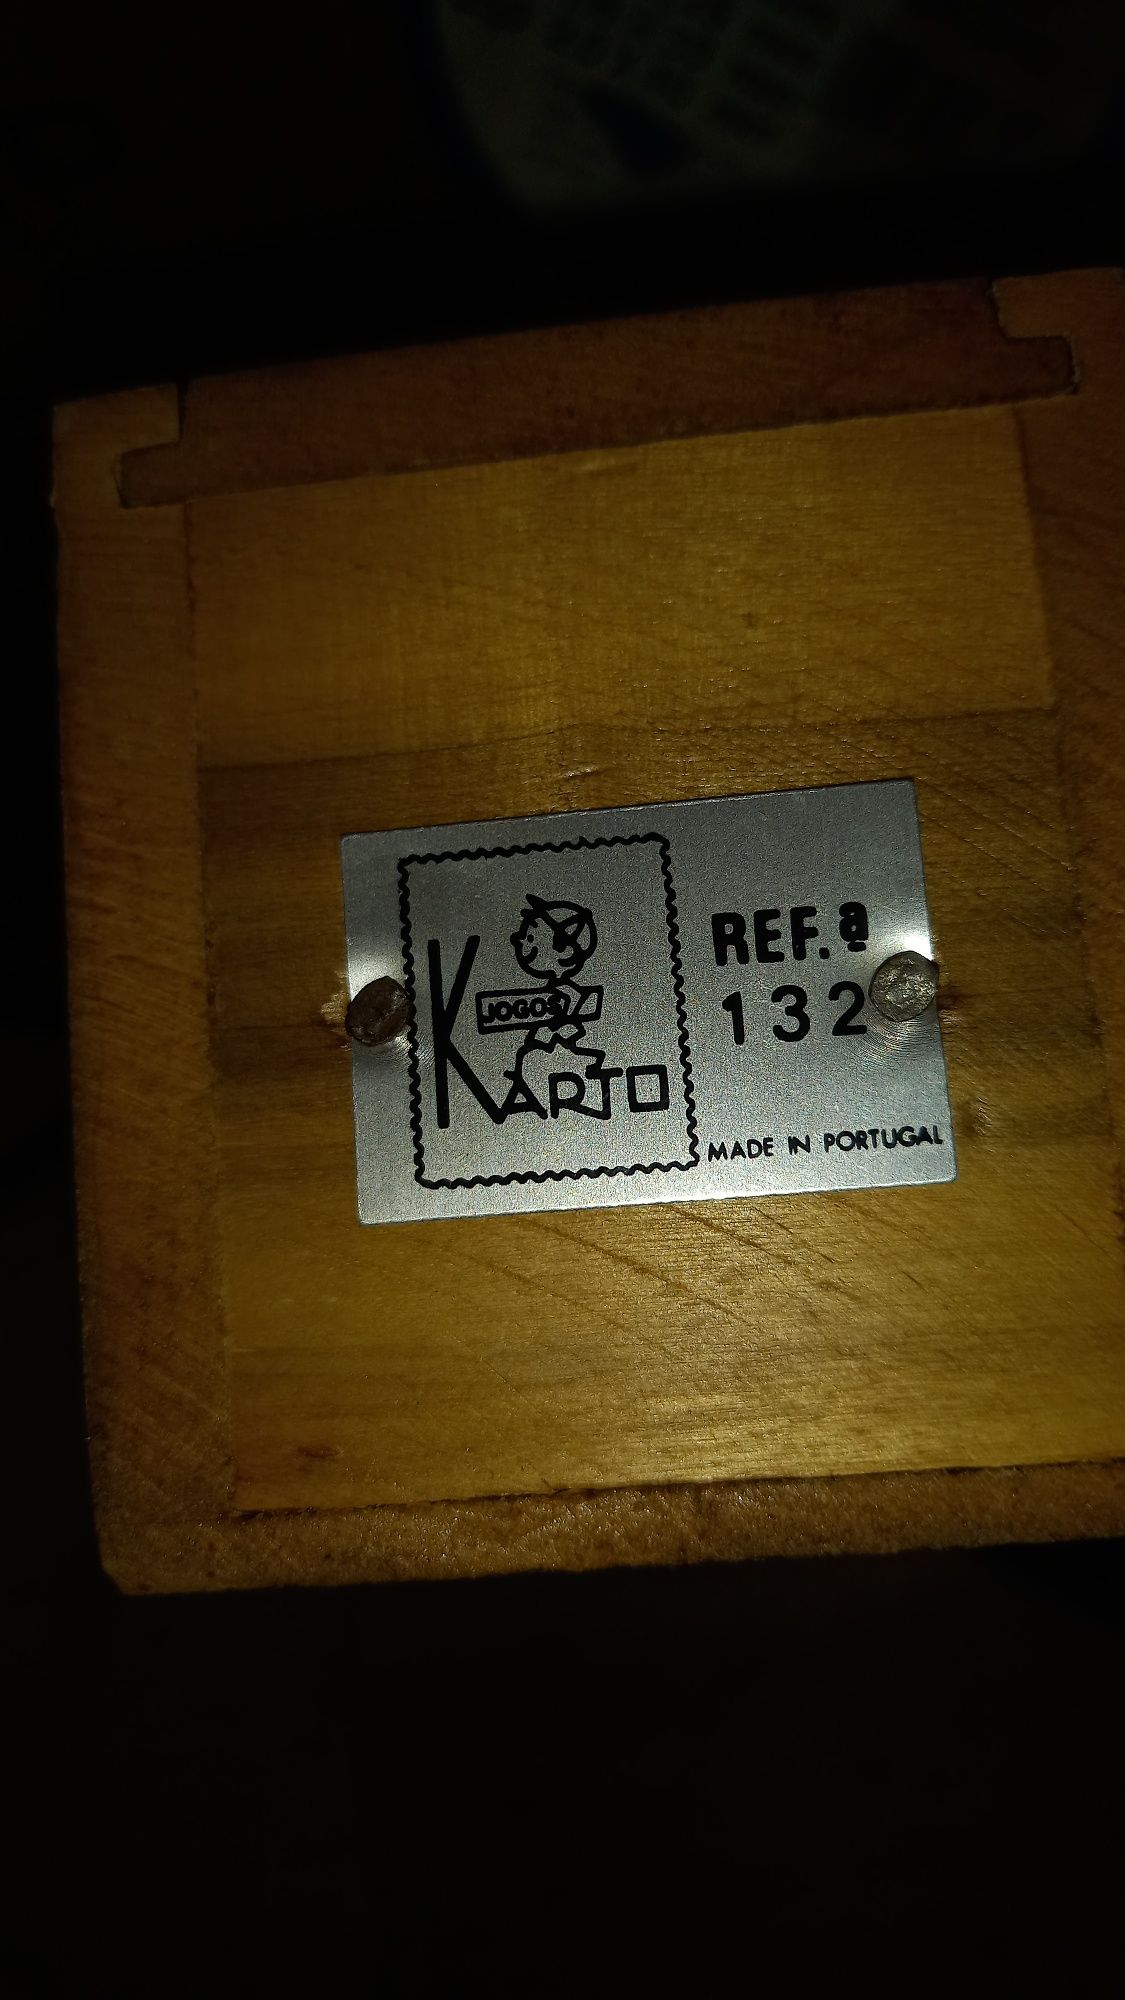 JOGOS
KARTO
REF.ª
132
MADE IN PORTUGAL